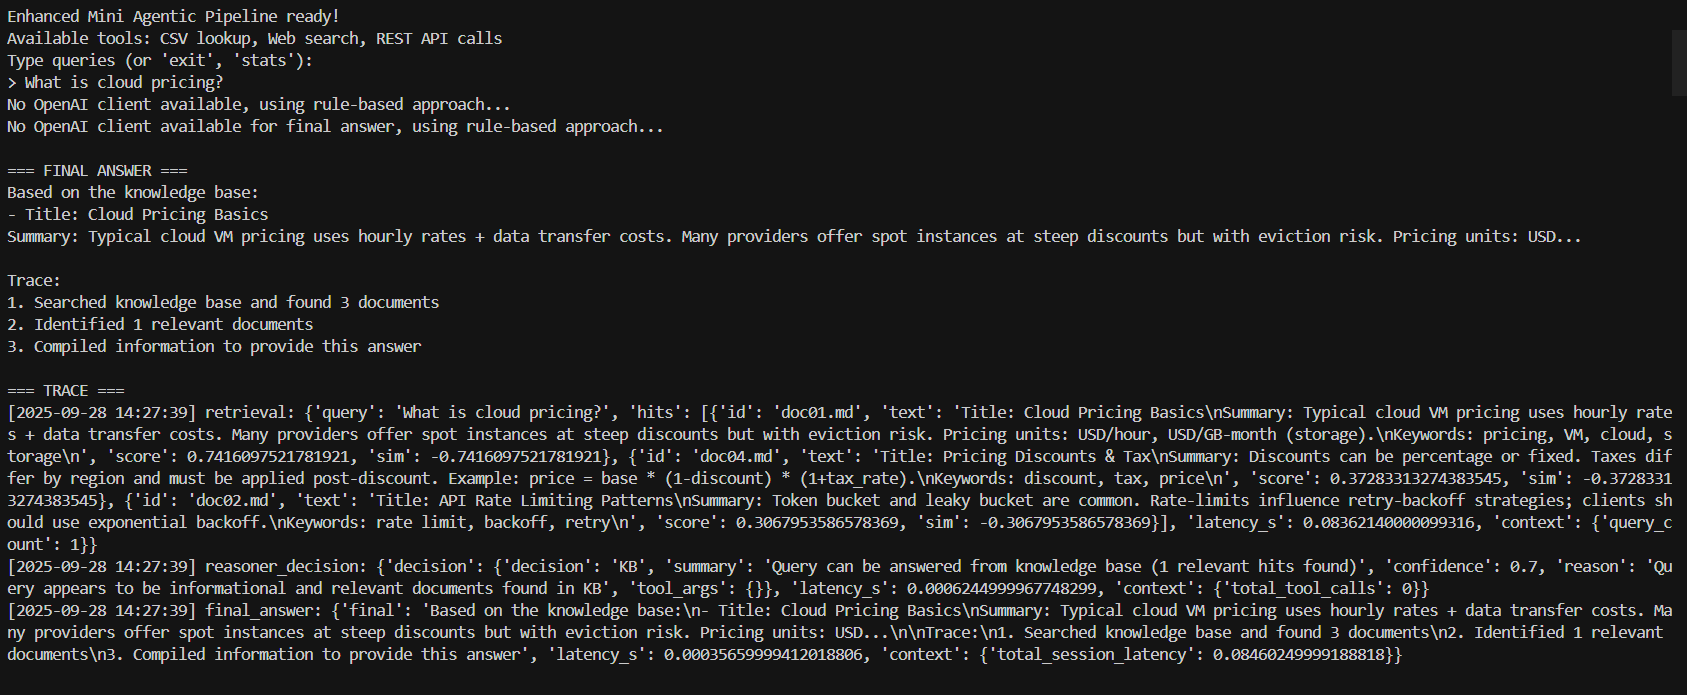 Enhanced Mini Agentic Pipeline ready!
Available tools: CSV lookup, Web search, REST API calls
Type queries (or 'exit', 'stats'):
> What is cloud pricing?
No OpenAI client available, using rule-based approach...
No OpenAI client available for final answer, using rule-based approach...

=== FINAL ANSWER ===
Based on the knowledge base:
- Title: Cloud Pricing Basics
Summary: Typical cloud VM pricing uses hourly rates + data transfer costs. Many providers offer spot instances at steep discounts but with eviction risk. Pricing units: USD...

Trace:
1. Searched knowledge base and found 3 documents
2. Identified 1 relevant documents
3. Compiled information to provide this answer

=== TRACE ===
[2025-09-28 14:27:39] retrieval: {'query': 'What is cloud pricing?', 'hits': [{'id': 'doc01.md', 'text': 'Title: Cloud Pricing Basics\nSummary: Typical cloud VM pricing uses hourly rate
s + data transfer costs. Many providers offer spot instances at steep discounts but with eviction risk. Pricing units: USD/hour, USD/GB-month (storage).\nKeywords: pricing, VM, cloud, s
torage\n', 'score': 0.7416097521781921, 'sim': -0.7416097521781921}, {'id': 'doc04.md', 'text': 'Title: Pricing Discounts & Tax\nSummary: Discounts can be percentage or fixed. Taxes dif
fer by region and must be applied post-discount. Example: price = base * (1-discount) * (1+tax_rate).\nKeywords: discount, tax, price\n', 'score': 0.37283313274383545, 'sim': -0.3728331
3274383545}, {'id': 'doc02.md', 'text': 'Title: API Rate Limiting Patterns\nSummary: Token bucket and leaky bucket are common. Rate-limits influence retry-backoff strategies; clients sh
ould use exponential backoff.\nKeywords: rate limit, backoff, retry\n', 'score': 0.3067953586578369, 'sim': -0.3067953586578369}], 'latency_s': 0.08362140000099316, 'context': {'query_c
ount': 1}}
[2025-09-28 14:27:39] reasoner_decision: {'decision': {'decision': 'KB', 'summary': 'Query can be answered from knowledge base (1 relevant hits found)', 'confidence': 0.7, 'reason': 'Qu
ery appears to be informational and relevant documents found in KB', 'tool_args': {}}, 'latency_s': 0.0006244999967748299, 'context': {'total_tool_calls': 0}}
[2025-09-28 14:27:39] final_answer: {'final': 'Based on the knowledge base:\n- Title: Cloud Pricing Basics\nSummary: Typical cloud VM pricing uses hourly rates + data transfer costs. Ma
ny providers offer spot instances at steep discounts but with eviction risk. Pricing units: USD...\n\nTrace:\n1. Searched knowledge base and found 3 documents\n2. Identified 1 relevant 
documents\n3. Compiled information to provide this answer', 'latency_s': 0.00035659999412018806, 'context': {'total_session_latency': 0.08460249999188818}}